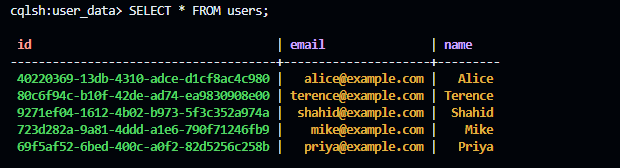 cqlsh:user_data> SELECT * FROM users;
id | email | name
--------------------------------------+---------------------+---------
40220369-13db-4310-adce-d1cf8ac4c980 | alice@example.com | Alice
80c6f94c-b10f-42de-ad74-ea9830908e00 | terence@example.com | Terence
9271ef04-1612-4b02-b973-5f3c352a974a | shahid@example.com | Shahid
723d282a-9a81-4ddd-a1e6-790f71246fb9 | mike@example.com | Mike
69f5af52-6bed-400c-a0f2-82d5256c258b | priya@example.com | Priya